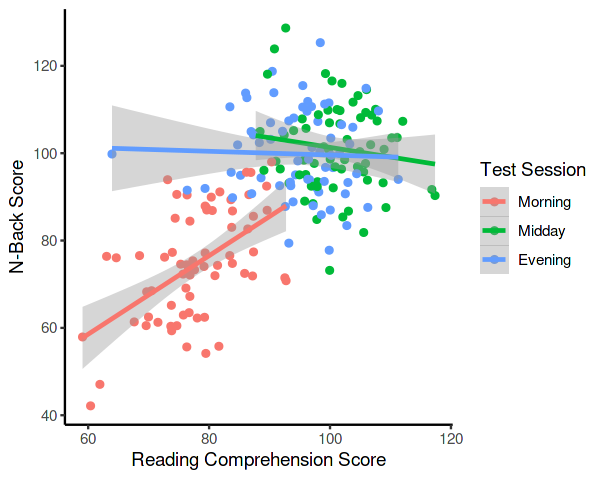 120
100
80
60
40
N-Back Score
60 80 100 120
Reading Comprehension Score
Test Session
Morning
Midday
Evening